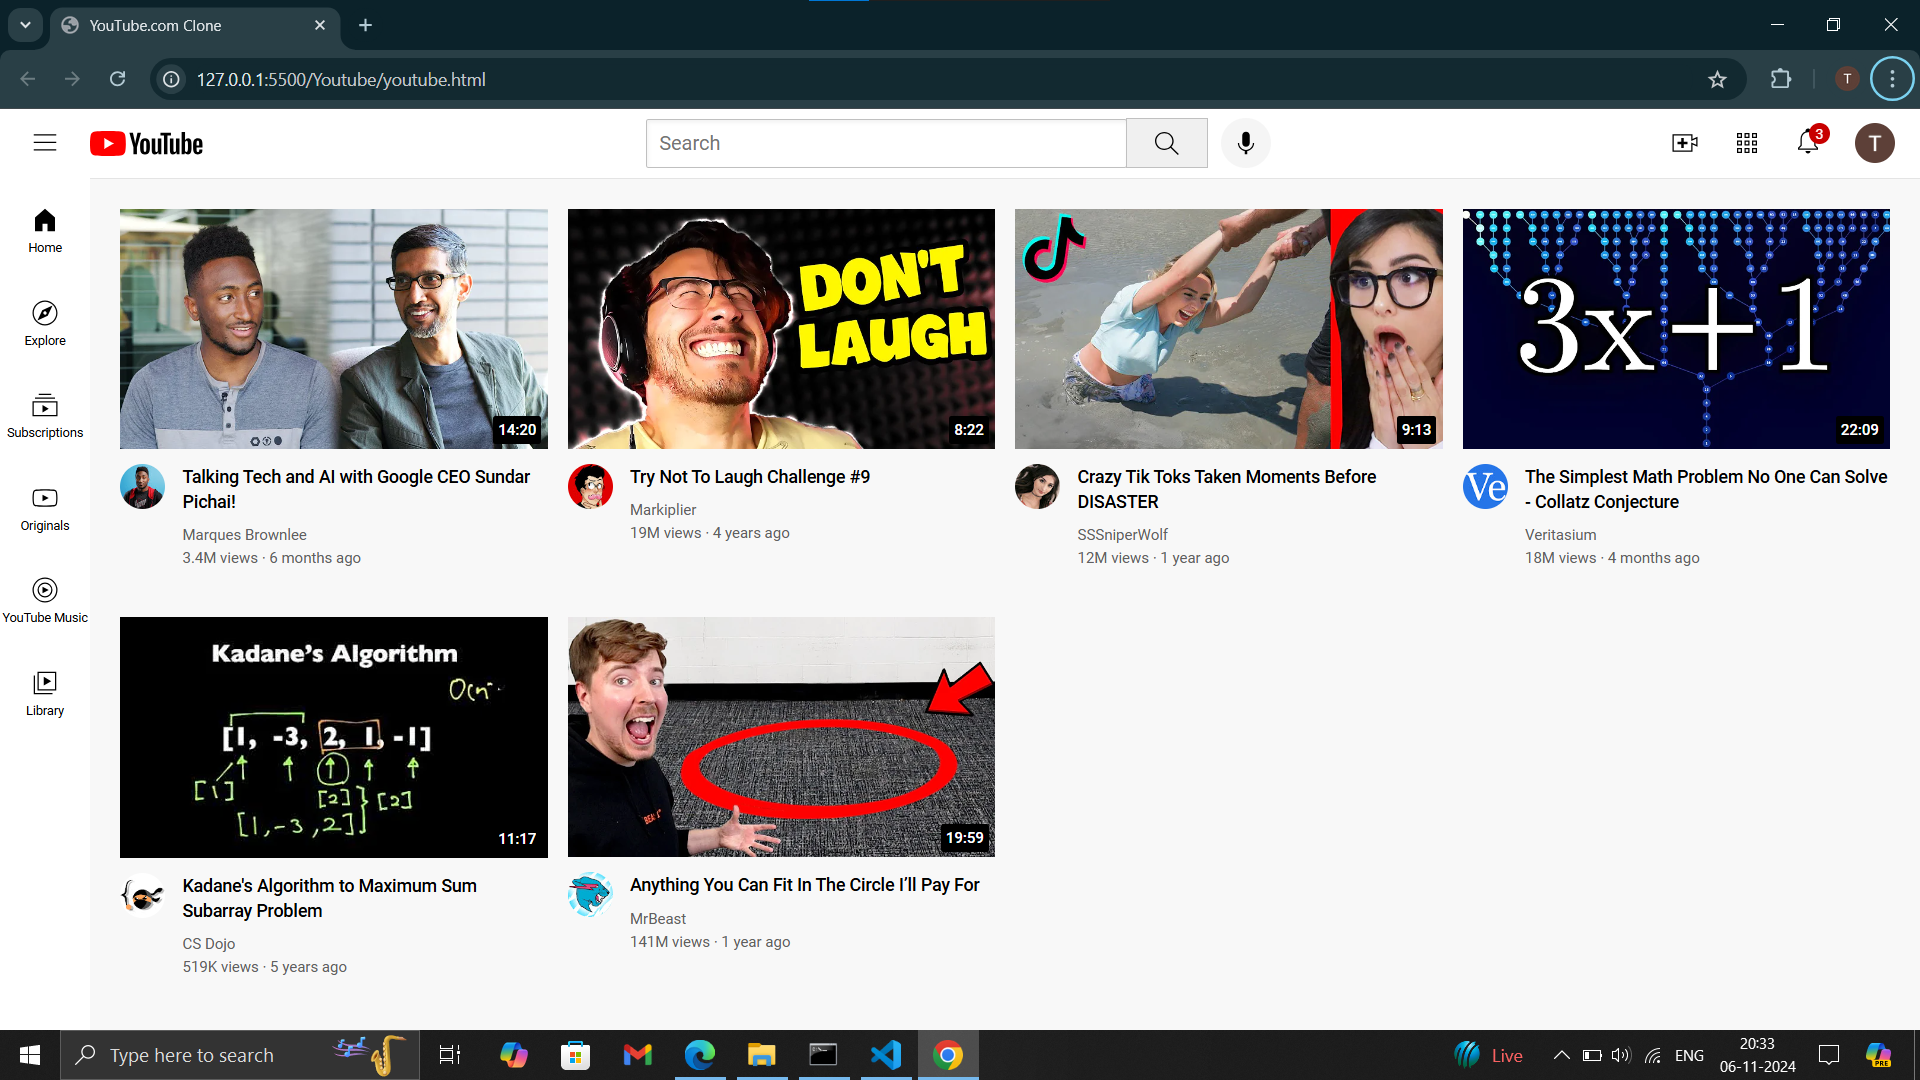 YouTube.com Clone
127.0.0.1:5500/Youtube/youtube.html
T
YouTube
Search
3
T
Home
Explore
Subscriptions
Originals
YouTube Music
Library
14:20
Talking Tech and AI with Google CEO Sundar
Pichai!
Marques Brownlee
3.4M views · 6 months ago
DON'T
LAUGH
8:22
Try Not To Laugh Challenge #9
Markiplier
19M views · 4 years ago
9:13
Crazy Tik Toks Taken Moments Before
DISASTER
SSSniperWolf
12M views · 1 year ago
3x+1
22:09
Ve
The Simplest Math Problem No One Can Solve
- Collatz Conjecture
Veritasium
18M views · 4 months ago
Kadane's Algorithm
O(n
[1, -3, 2, 1, -1]
[1]
[2]
[2]
[1,-3,2]
11:17
Kadane's Algorithm to Maximum Sum
Subarray Problem
CS Dojo
519K views · 5 years ago
19:59
Anything You Can Fit In The Circle I’ll Pay For
MrBeast
141M views · 1 year ago
Type here to search
Live
ENG
20:33
06-11-2024
PRE